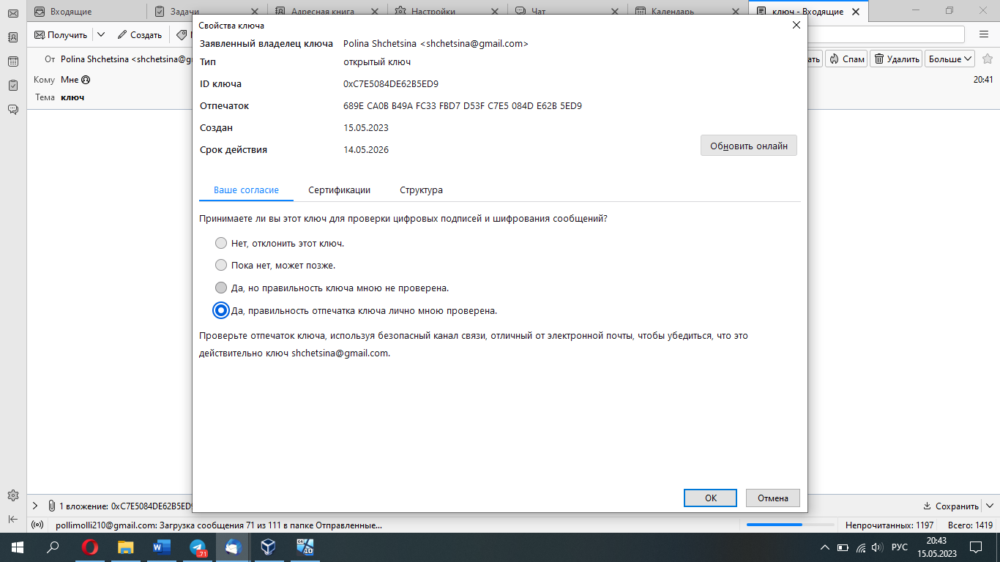 Входящие
Задачи
Адресная книга
Настройки
Чат
Календарь
ключ - Входящие
Получить
Создать
От Polina Shchetsina <shchetsina@g
Спам
Удалить
Больше
Кому Мне
20:41
Тема ключ
Свойства ключа
Заявленный владелец ключа Polina Shchetsina <shchetsina@gmail.com>
Тип открытый ключ
ID ключа 0xC7E5084DE62B5ED9
Отпечаток 689E CA0B B49A FC33 FBD7 D53F C7E5 084D E62B 5ED9
Создан 15.05.2023
Срок действия 14.05.2026
Обновить онлайн
Ваше согласие Сертификации Структура
Принимаете ли вы этот ключ для проверки цифровых подписей и шифрования сообщений?
Нет, отклонить этот ключ.
Пока нет, может позже.
Да, но правильность ключа мною не проверена.
Да, правильность отпечатка ключа лично мною проверена.
Проверьте отпечаток ключа, используя безопасный канал связи, отличный от электронной почты, чтобы убедиться, что это
действительно ключ shchetsina@gmail.com.
OK Отмена
1 вложение: 0xC7E5084DE62B5ED9
Сохранить
pollimolli210@gmail.com: Загрузка сообщения 71 из 111 в папке Отправленные...
Непрочитанных: 1197 Всего: 1419
71
64
10
РУС
20:43
15.05.2023